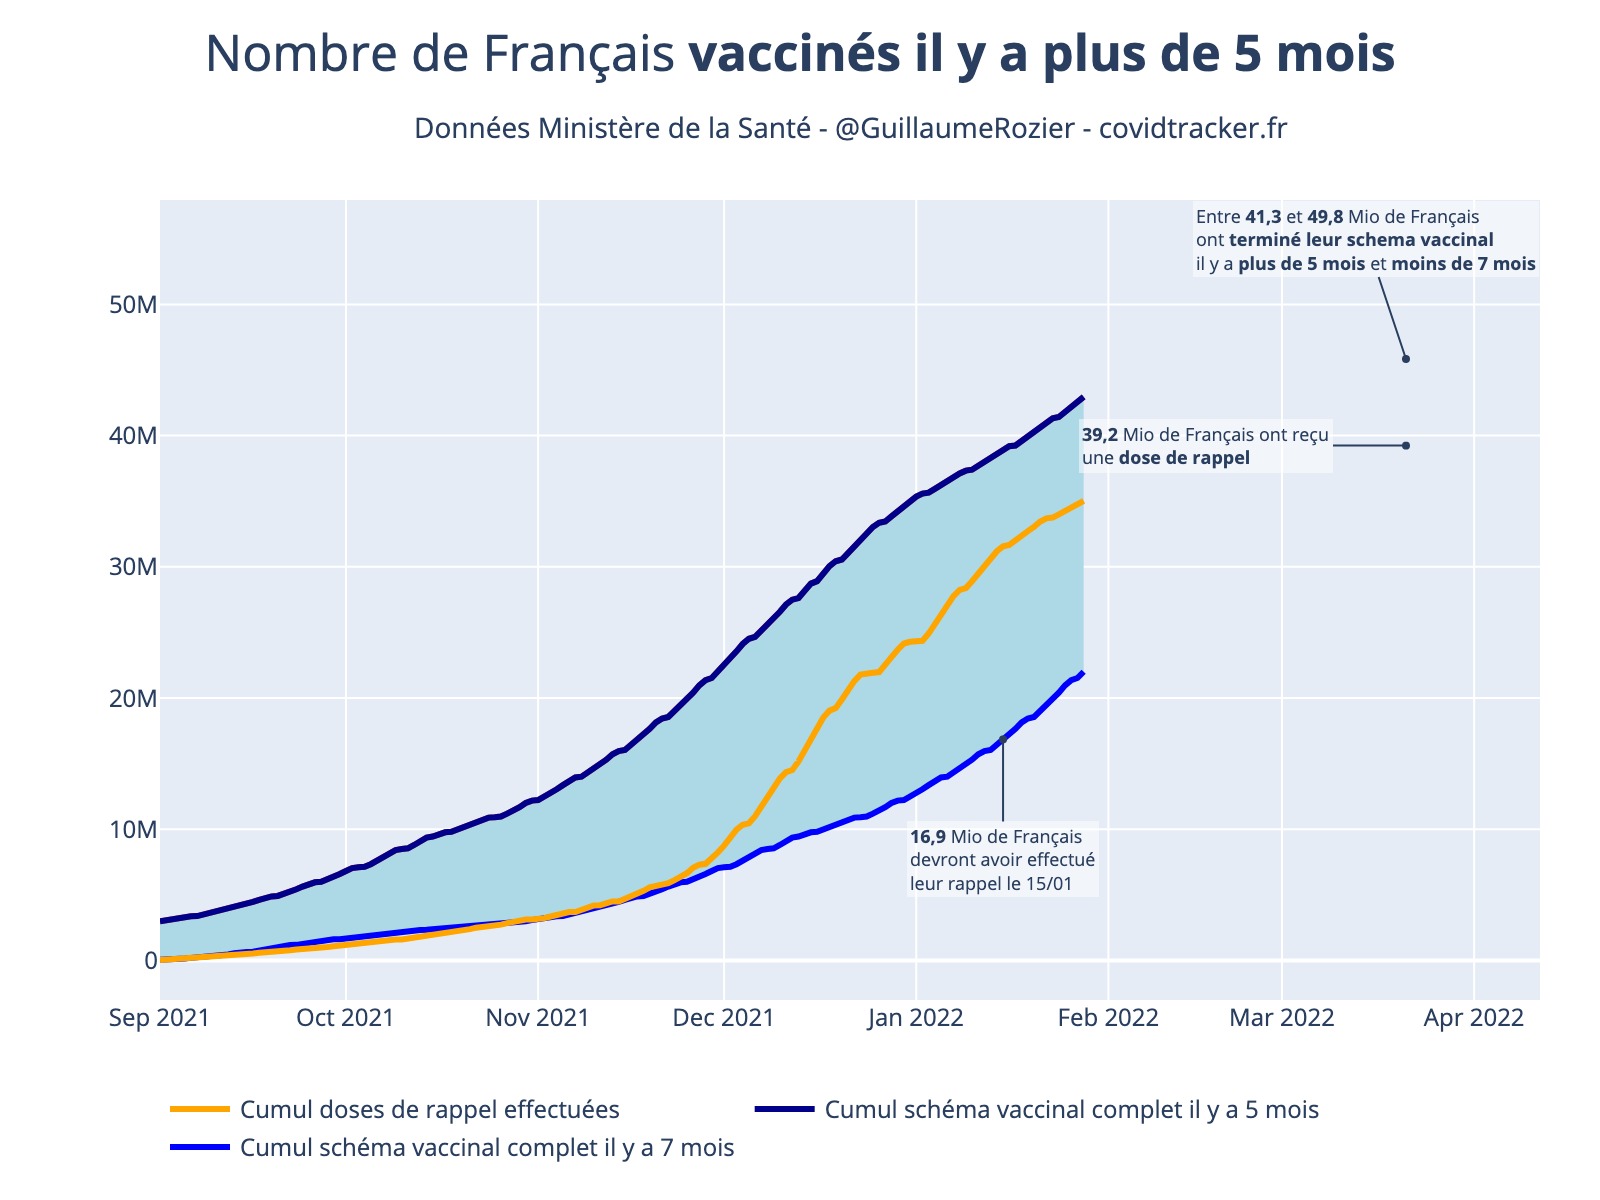 Nombre de Français vaccinés il y a plus de 5 mois
Données Ministère de la Santé - @GuillaumeRozier - covidtracker.fr
Entre 41,3 et 49,8 Mio de Français
ont terminé leur schema vaccinal
il y a plus de 5 mois et moins de 7 mois
50M
40M
39,2 Mio de Français ont reçu
une dose de rappel
30M
20M
10M
16,9 Mio de Français
devront avoir effectué
leur rappel le 15/01
0
Sep 2021 Oct 2021 Nov 2021 Dec 2021 Jan 2022 Feb 2022 Mar 2022 Apr 2022
Cumul doses de rappel effectuées
Cumul schéma vaccinal complet il y a 5 mois
Cumul schéma vaccinal complet il y a 7 mois